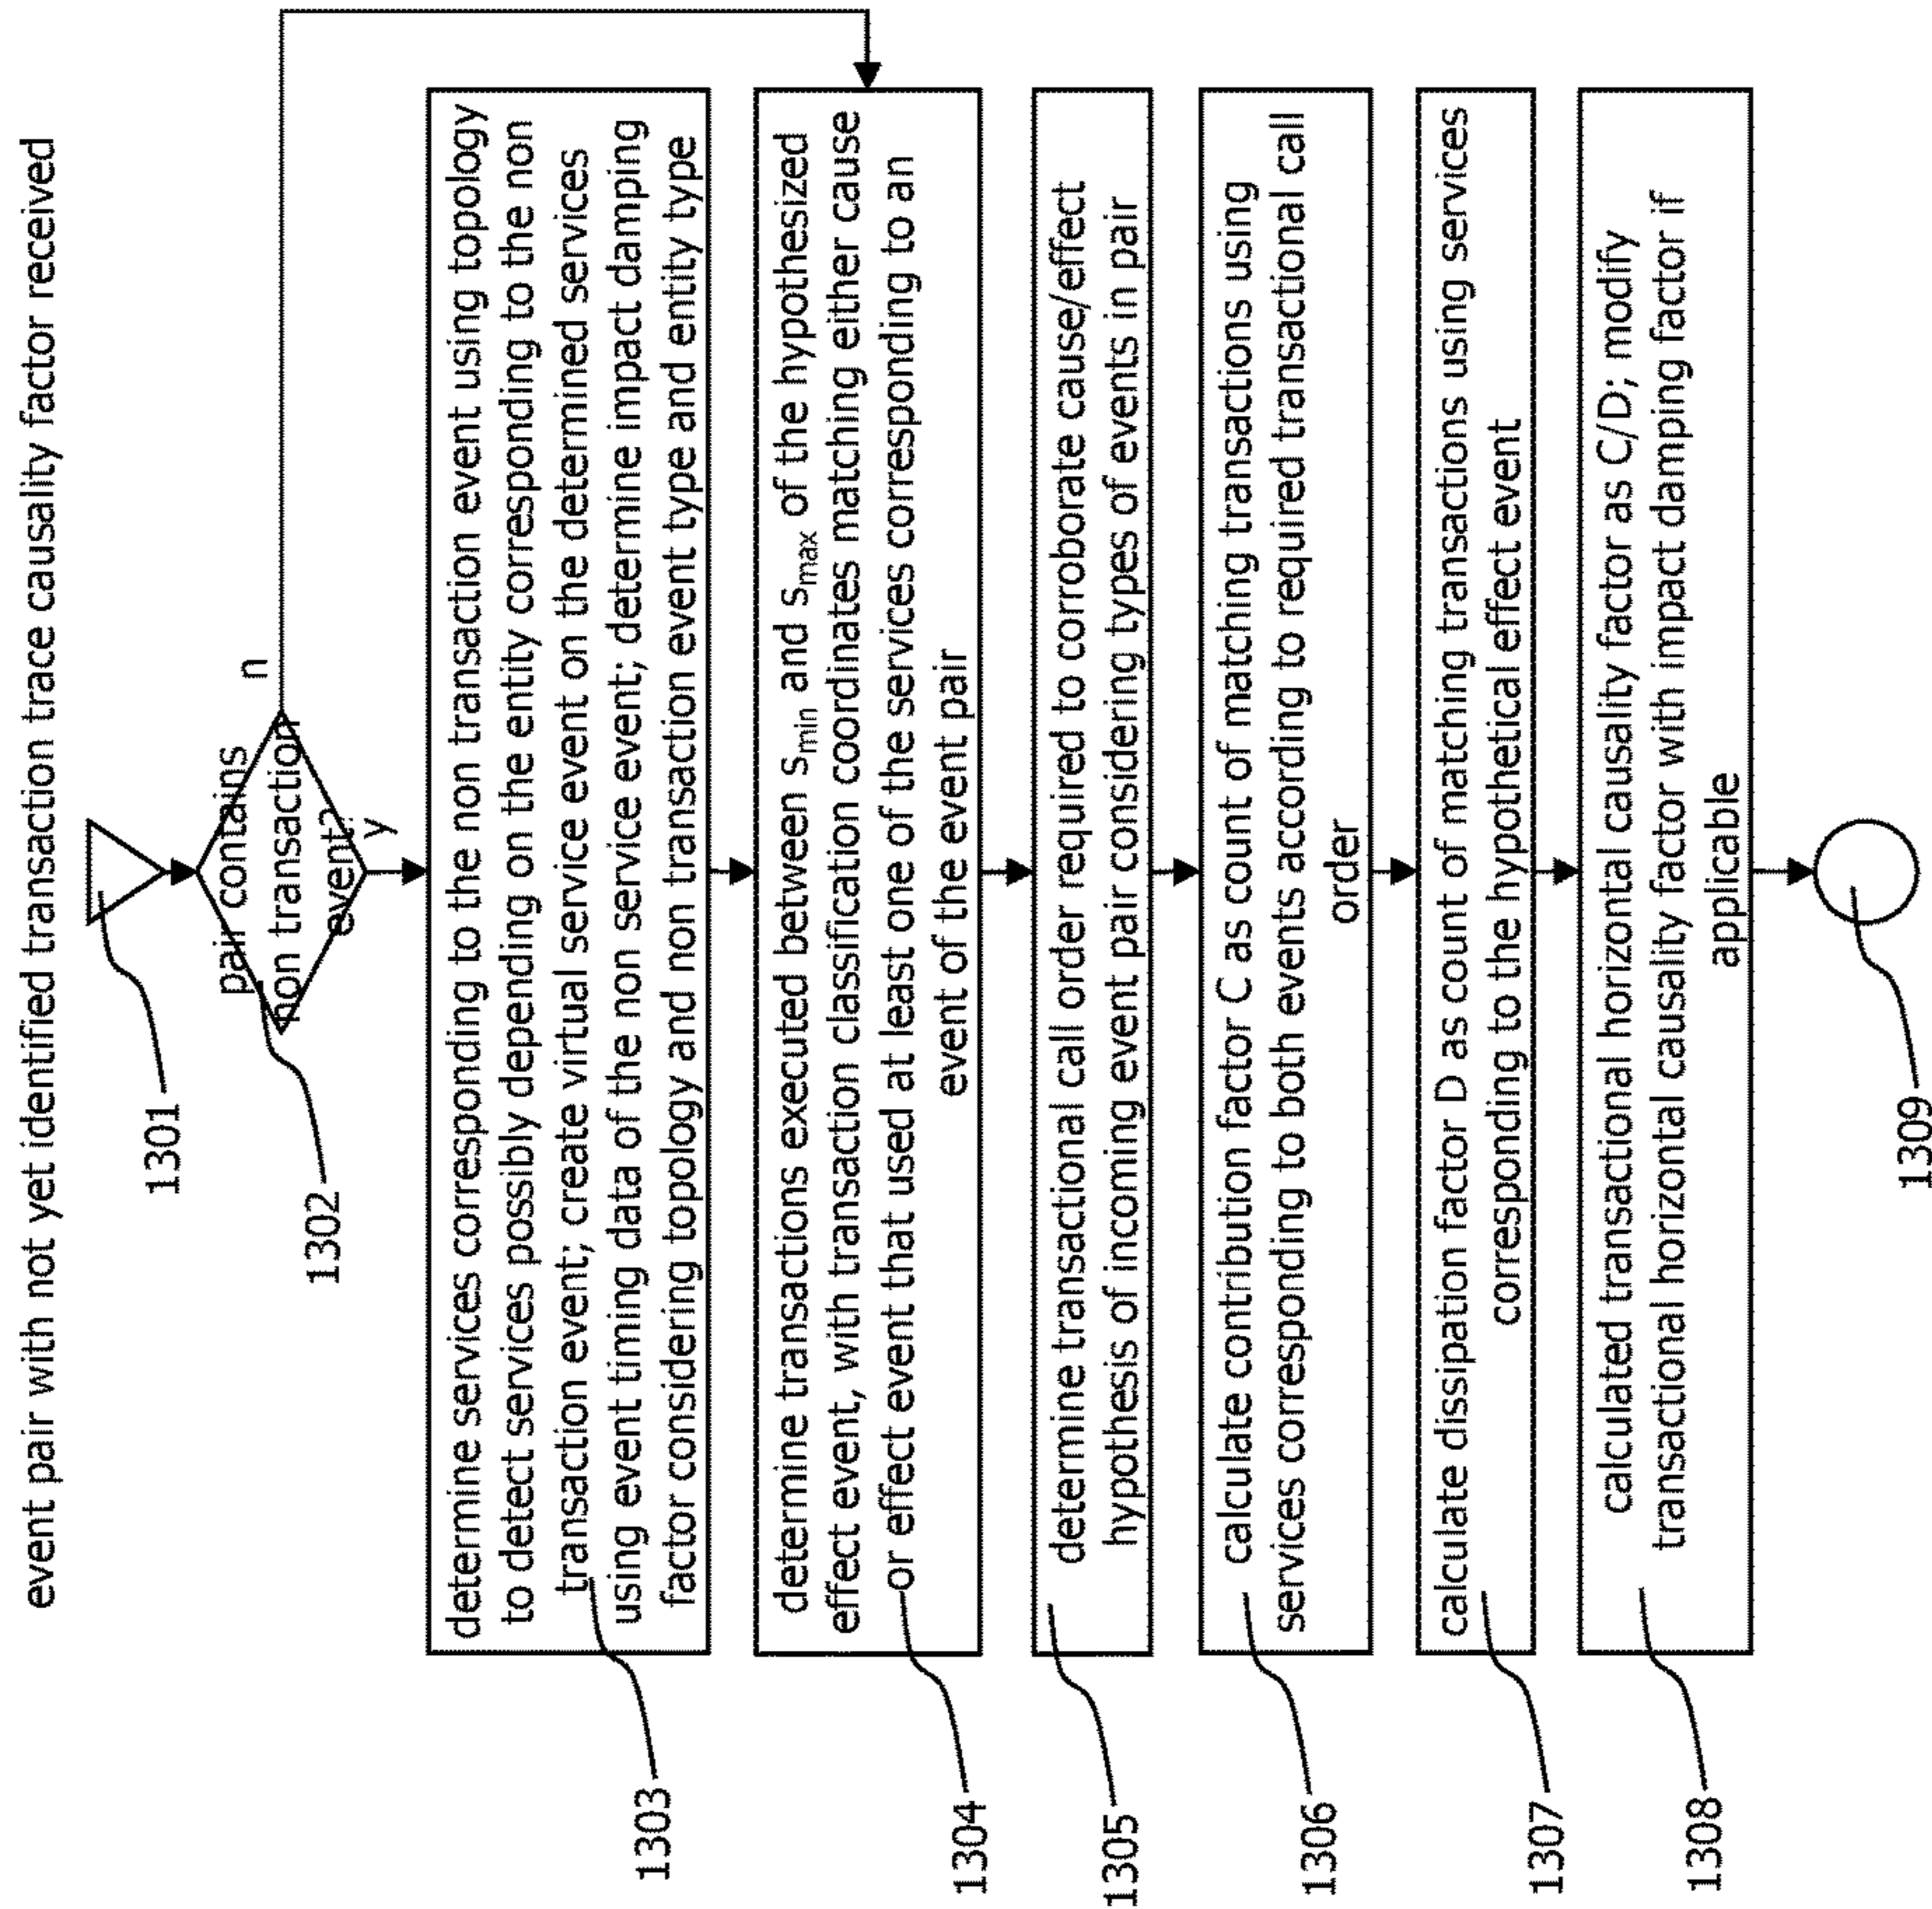 event pair with not yet identified transaction trace causality factor received
1301
pair contains
non transaction
event?
n
y
1302
determine services corresponding to the non transaction event using topology
to detect services possibly depending on the entity corresponding to the non
transaction event; create virtual service event on the determined services
using event timing data of the non service event; determine impact damping
factor considering topology and non transaction event type and entity type
1303
determine transactions executed between smin and smax of the hypothesized
effect event, with transaction classification coordinates matching either cause
or effect event that used at least one of the services corresponding to an
event of the event pair
1304
determine transactional call order required to corroborate cause/effect
hypothesis of incoming event pair considering types of events in pair
1305
calculate contribution factor C as count of matching transactions using
services corresponding to both events according to required transactional call
order
1306
calculate dissipation factor D as count of matching transactions using services
corresponding to the hypothetical effect event
1307
calculated transactional horizontal causality factor as C/D; modify
transactional horizontal causality factor with impact damping factor if
applicable
1308
1309